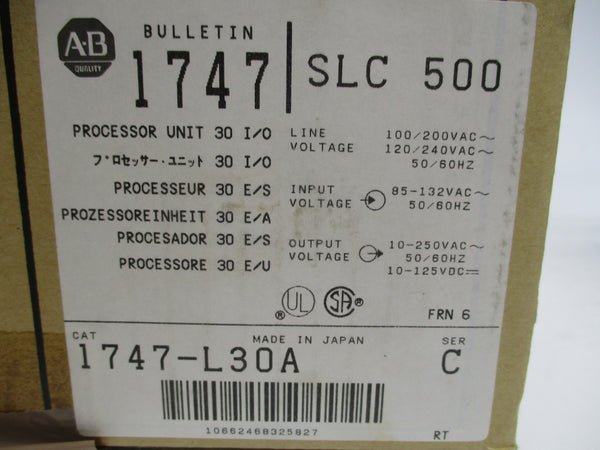 A·B
QUALITY
BULLETIN
1747
SLC 500
PROCESSOR UNIT 30 I/O
プロセッサー・ユニット 30 I/O
PROCESSEUR 30 E/S
PROZESSOREINHEIT 30 E/A
PROCESADOR 30 E/S
PROCESSORE 30 E/U
LINE VOLTAGE 100/200VAC~
120/240VAC~
50/60HZ
INPUT VOLTAGE 85-132VAC~
50/60HZ
OUTPUT VOLTAGE 10-250VAC~
50/60HZ
10-125VDC⎓
®UL SA®
FRN 6
CAT
MADE IN JAPAN
SER
1747-L30A
C
10662468325827
RT